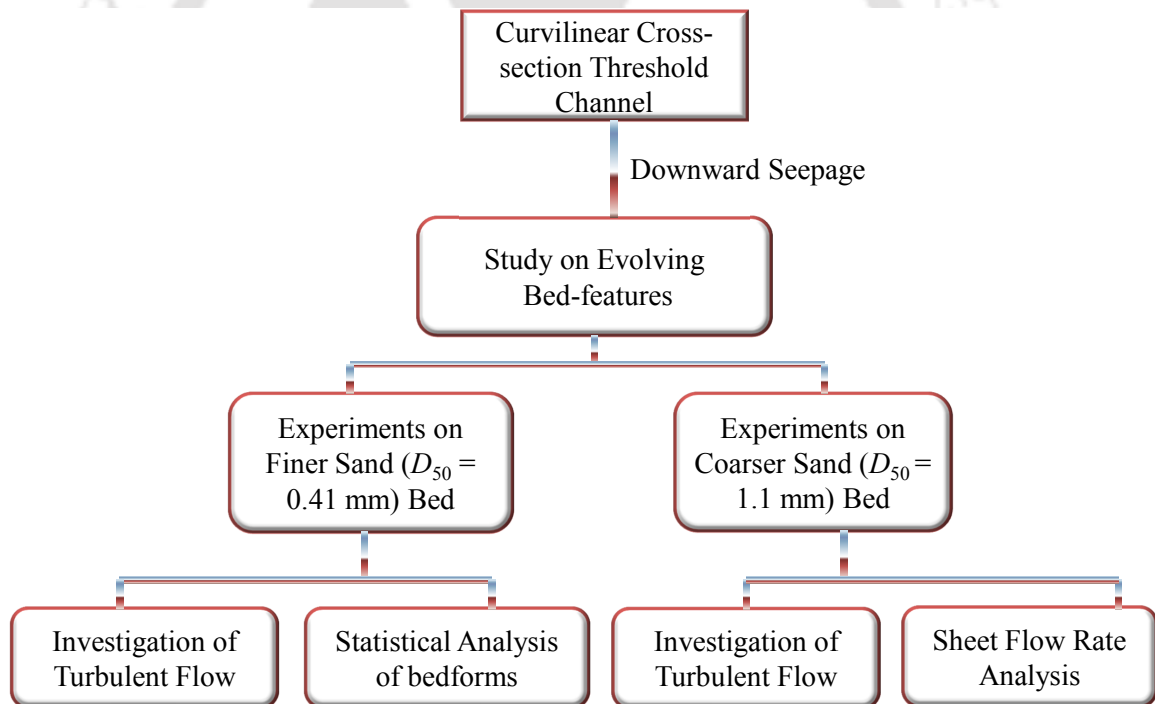 Curvilinear Cross-
section Threshold
Channel
Downward Seepage
Study on Evolving
Bed-features
Experiments on
Finer Sand (D50 =
0.41 mm) Bed
Experiments on
Coarser Sand (D50 =
1.1 mm) Bed
Investigation of
Turbulent Flow
Statistical Analysis
of bedforms
Investigation of
Turbulent Flow
Sheet Flow Rate
Analysis